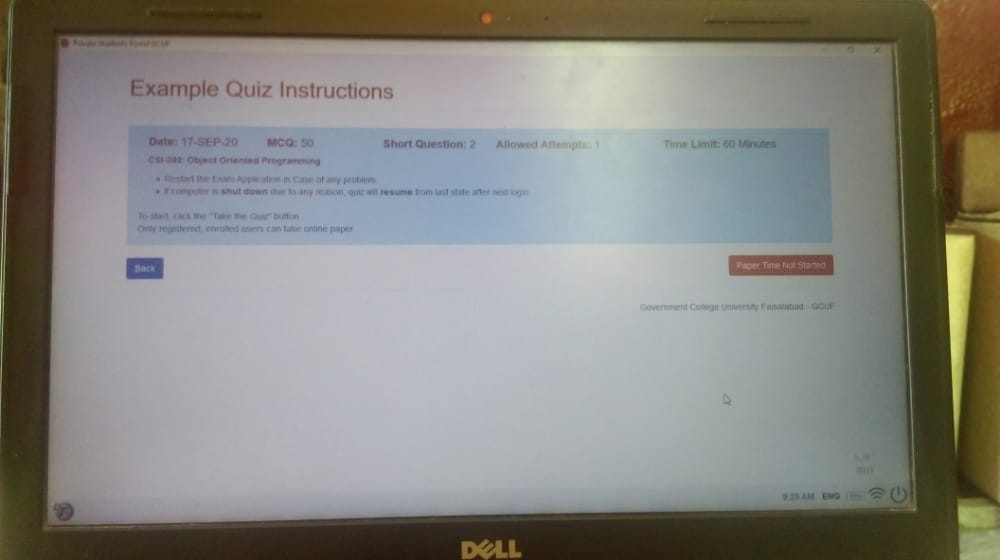 Private Students Portal GCUF
Example Quiz Instructions
Date: 17-SEP-20 MCQ: 50 Short Question: 2 Allowed Attempts: 1 Time Limit: 60 Minutes
CSI-302: Object Oriented Programming
Restart the Exam Application in Case of any problem.
If computer is shut down due to any reason, quiz will resume from last state after next login.
To start, click the "Take the Quiz" button.
Only registered, enrolled users can take online paper
Back Paper Time Not Started
Government College University Faisalabad - GCUF
9:39 AM ENG
DELL